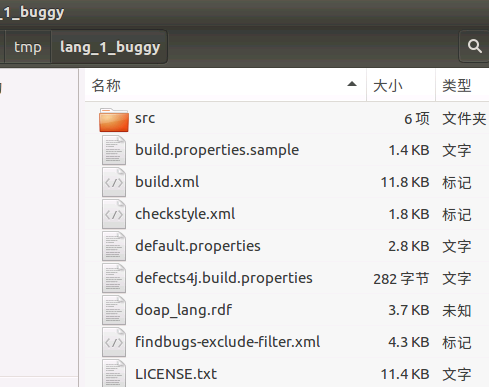 _1_buggy
tmp lang_1_buggy
名称 大小 类型
src 6 项 文件夹
build.properties.sample 1.4 KB 文字
build.xml 11.8 KB 标记
checkstyle.xml 1.8 KB 标记
default.properties 2.8 KB 文字
defects4j.build.properties 282 字节 文字
doap_lang.rdf 3.7 KB 未知
findbugs-exclude-filter.xml 4.3 KB 标记
LICENSE.txt 11.4 KB 文字